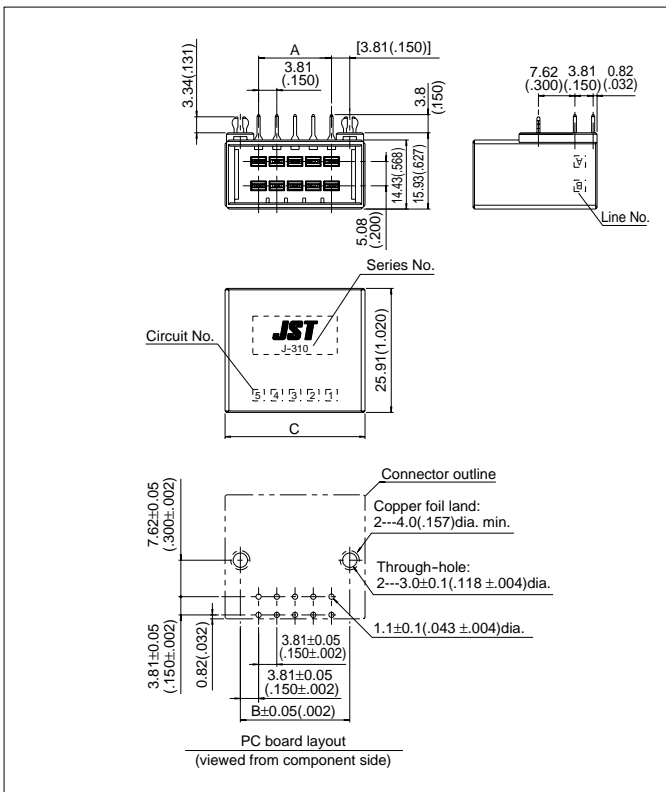 A
[3.81(.150)]
3.81
(.150)
3.34(.131)
3.8
(.150)
14.43(.568)
15.93(.627)
5.08
(.200)
7.62
(.300)
3.81
(.150)
0.82
(.032)
A
B
Line No.
Series No.
JST
J-310
Circuit No.
5 4 3 2 1
25.91(1.020)
C
Connector outline
Copper foil land:
2---4.0(.157)dia. min.
Through-hole:
2---3.0±0.1(.118 ±.004)dia.
1.1±0.1(.043 ±.004)dia.
7.62±0.05
(.300±.002)
3.81±0.05
(.150±.002)
0.82(.032)
3.81±0.05
(.150±.002)
3.81±0.05
(.150±.002)
B±0.05(.002)
PC board layout
(viewed from component side)